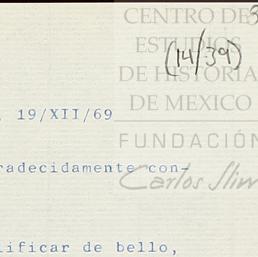 CENTRO DE
ESTUDIOS
DE HISTORIA
DE MEXICO
(14/39)
19/XII/69
FUNDACIÓN
radecidamente con-
Carlos Slim
lificar de bello,